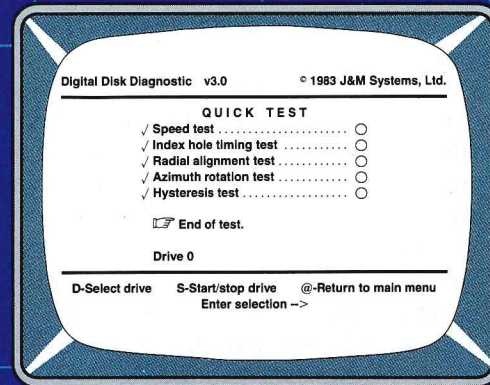 Digital Disk Diagnostic v3.0 © 1983 J&M Systems, Ltd.
QUICK TEST
√ Speed test ..................... ○
√ Index hole timing test ........... ○
√ Radial alignment test ............ ○
√ Azimuth rotation test ............ ○
√ Hysteresis test .................. ○
☞ End of test.
Drive 0
D-Select drive S-Start/stop drive @-Return to main menu
Enter selection -->